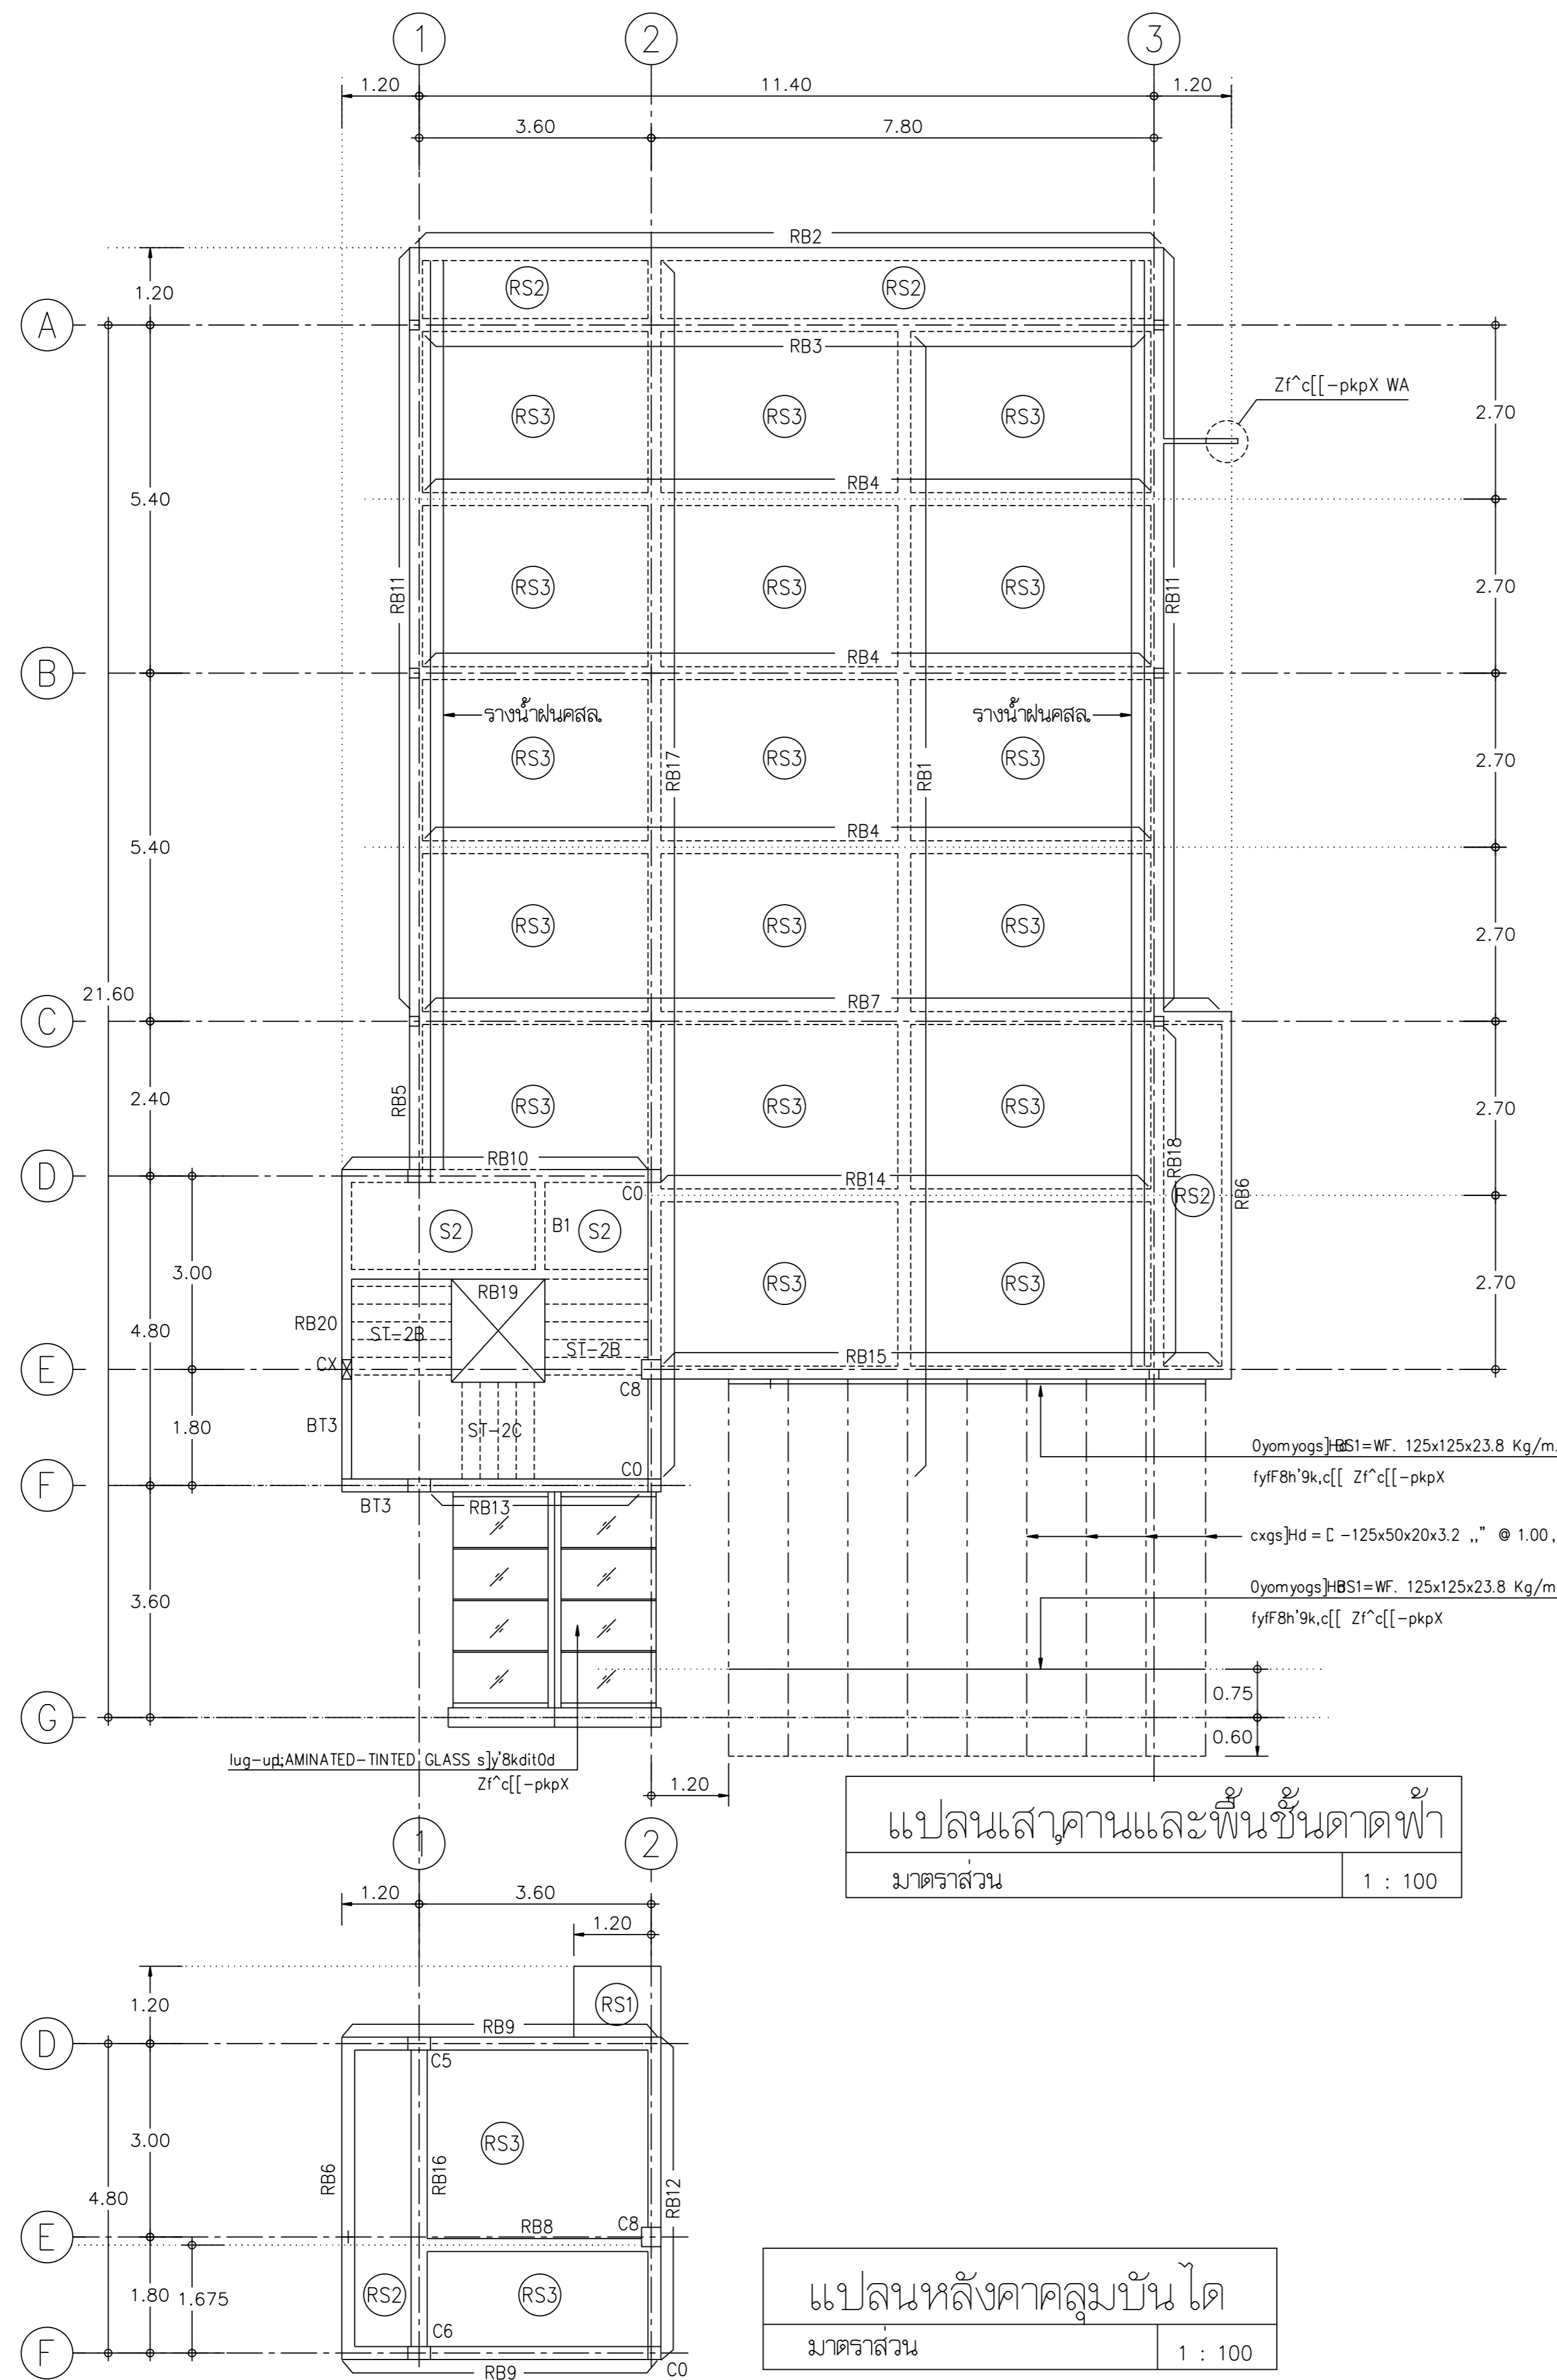 1 2 3
1.20 11.40 1.20
3.60 7.80
RB2
1.20
RS2 RS2
A
RB3
Zf^c[[-pkpX WA
RS3 RS3 RS3
2.70
5.40
RB4
RB11 RB11
RS3 RS3 RS3
2.70
RB4
B
รางน้ำฝนคสล. รางน้ำฝนคสล.
RS3 RS3 RS3
RB17 RB1
2.70
RB4
5.40
RS3 RS3 RS3
2.70
21.60
RB7
C
RB5
2.40
RS3 RS3 RS3
2.70
RB18
RB10
D
RB14
C0
RS2 RB6
S2 B1 S2
3.00
RB19
RS3 RS3
2.70
RB20
4.80
ST-2B
ST-2B
CX
RB15
E
C8
BT3
1.80
ST-2C
0yomyogs]Hd
BS1=WF. 125x125x23.8 Kg/m.
fyfF8h'9k,c[[ Zf^c[[-pkpX
C0
F
BT3 RB13
cxgs]Hd = [ -125x50x20x3.2 ,,” @ 1.00 ,
3.60
0yomyogs]Hd
BS1=WF. 125x125x23.8 Kg/m
fyfF8h'9k,c[[ Zf^c[[-pkpX
0.75
G
0.60
lug-up;AMINATED-TINTED GLASS s]y'8kdit0d
Zf^c[[-pkpX
1.20
แปลนเสา,คานและพื้นชั้นดาดฟ้า
มาตราส่วน 1 : 100
1 2
1.20 3.60
1.20
1.20
RS1
RB9
D
C5
3.00
RS3
RB6 RB16 RB12
4.80
RB8 C8
E
1.80 1.675
RS2 RS3
C6
F
RB9 C0
แปลนหลังคาคลุมบันได
มาตราส่วน 1 : 100